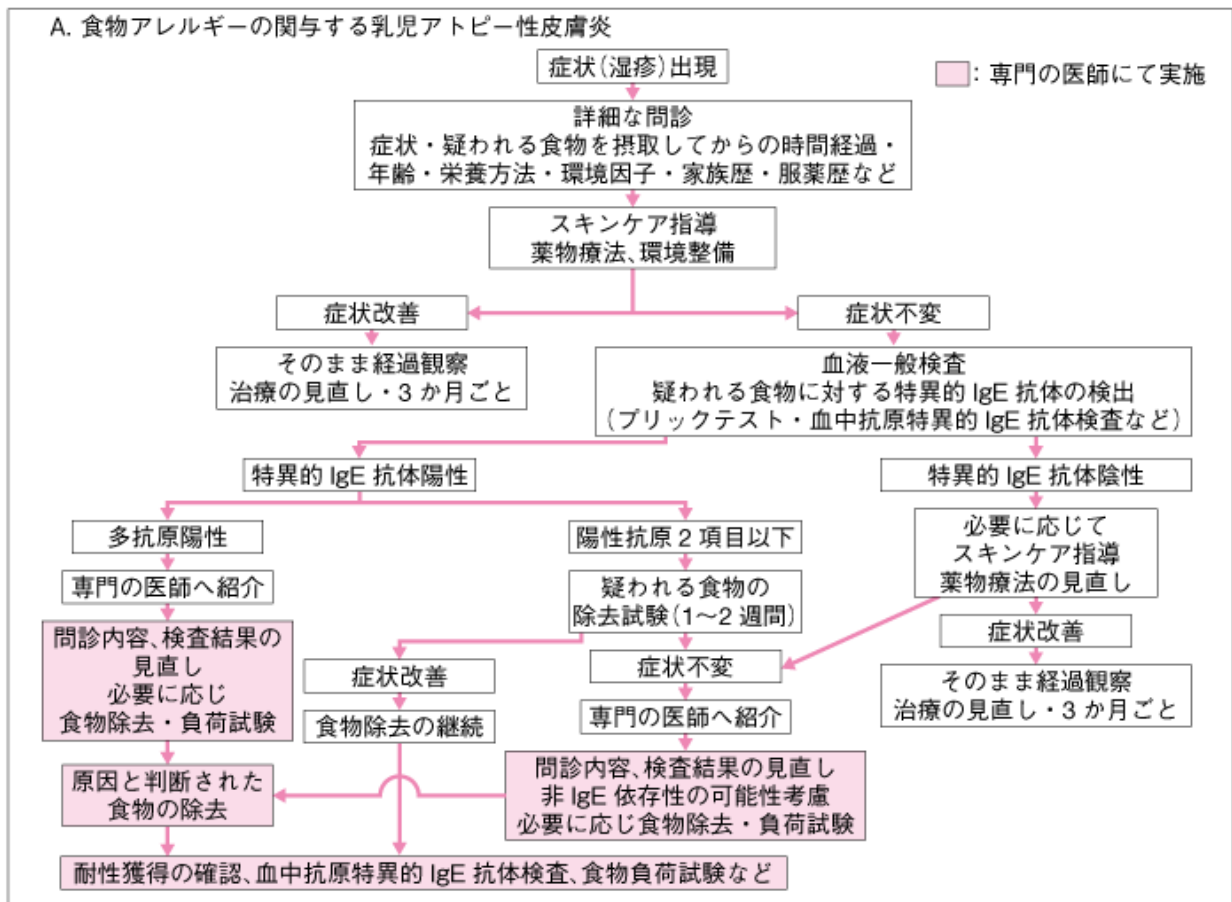 A. 食物アレルギーの関与する乳児アトピー性皮膚炎
症状(湿疹)出現
:専門の医師にて実施
詳細な問診
症状・疑われる食物を摂取してからの時間経過・
年齢・栄養方法・環境因子・家族歴・服薬歴など
スキンケア指導
薬物療法、環境整備
症状改善
症状不変
そのまま経過観察
治療の見直し・3か月ごと
血液一般検査
疑われる食物に対する特異的IgE抗体の検出
(プリックテスト・血中抗原特異的IgE抗体検査など)
特異的IgE抗体陽性
特異的IgE抗体陰性
多抗原陽性
陽性抗原2項目以下
必要に応じて
スキンケア指導
薬物療法の見直し
専門の医師へ紹介
疑われる食物の
除去試験(1〜2週間)
問診内容、検査結果の
見直し
必要に応じ
食物除去・負荷試験
症状改善
症状不変
症状改善
食物除去の継続
専門の医師へ紹介
そのまま経過観察
治療の見直し・3か月ごと
原因と判断された
食物の除去
問診内容、検査結果の見直し
非IgE依存性の可能性考慮
必要に応じ食物除去・負荷試験
耐性獲得の確認、血中抗原特異的IgE抗体検査、食物負荷試験など